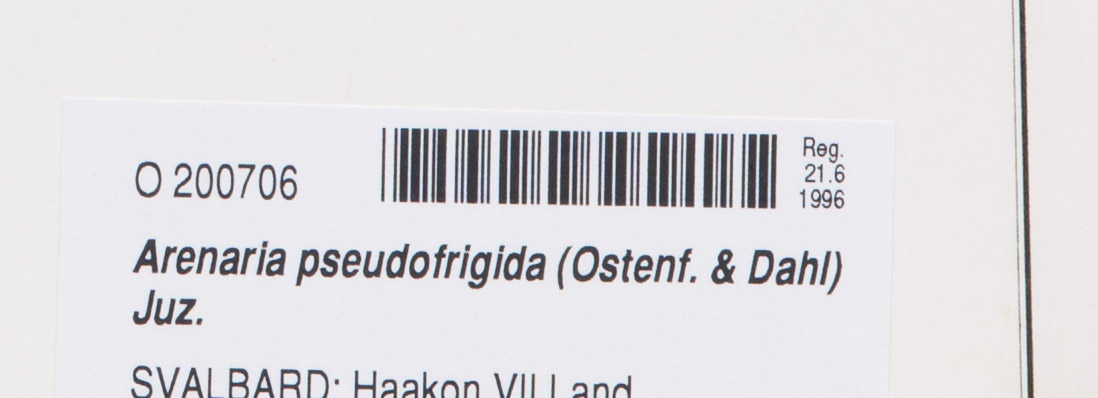 O 200706
Reg.
21.6
1996
Arenaria pseudofrigida (Ostenf. & Dahl)
Juz.
SVALBARD: Haakon VII Land